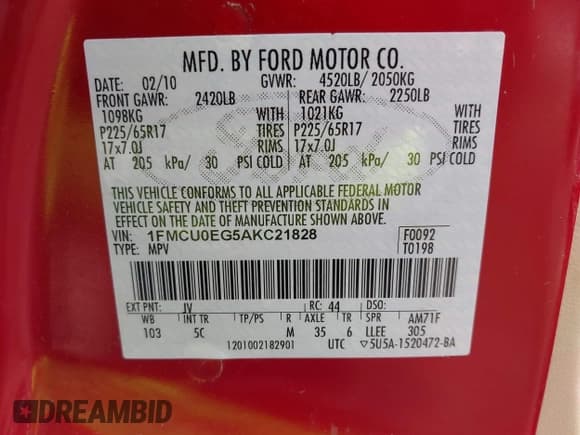 MFD. BY FORD MOTOR CO.
DATE: 02/10 GVWR: 4520LB/ 2050KG
FRONT GAWR: 2420LB REAR GAWR: 2250LB
1098KG WITH 1021KG WITH
P225/65R17 TIRES P225/65R17 TIRES
17x7.0J RIMS 17x7.0J RIMS
AT 205 kPa/ 30 PSI COLD AT 205 kPa/ 30 PSI COLD
THIS VEHICLE CONFORMS TO ALL APPLICABLE FEDERAL MOTOR
VEHICLE SAFETY AND THEFT PREVENTION STANDARDS IN
EFFECT ON THE DATE OF MANUFACTURE SHOWN ABOVE.
VIN: 1FMCU0EG5AKC21828 F0092
TYPE: MPV T0198
EXT PNT: JV RC: 44 DSO:
WB INT TR TP/PS R AXLE TR SPR AM71F
103 5C M 35 6 LLEE 305
1201002182901 UTC ▽5U5A-1520472-BA
DREAMBID